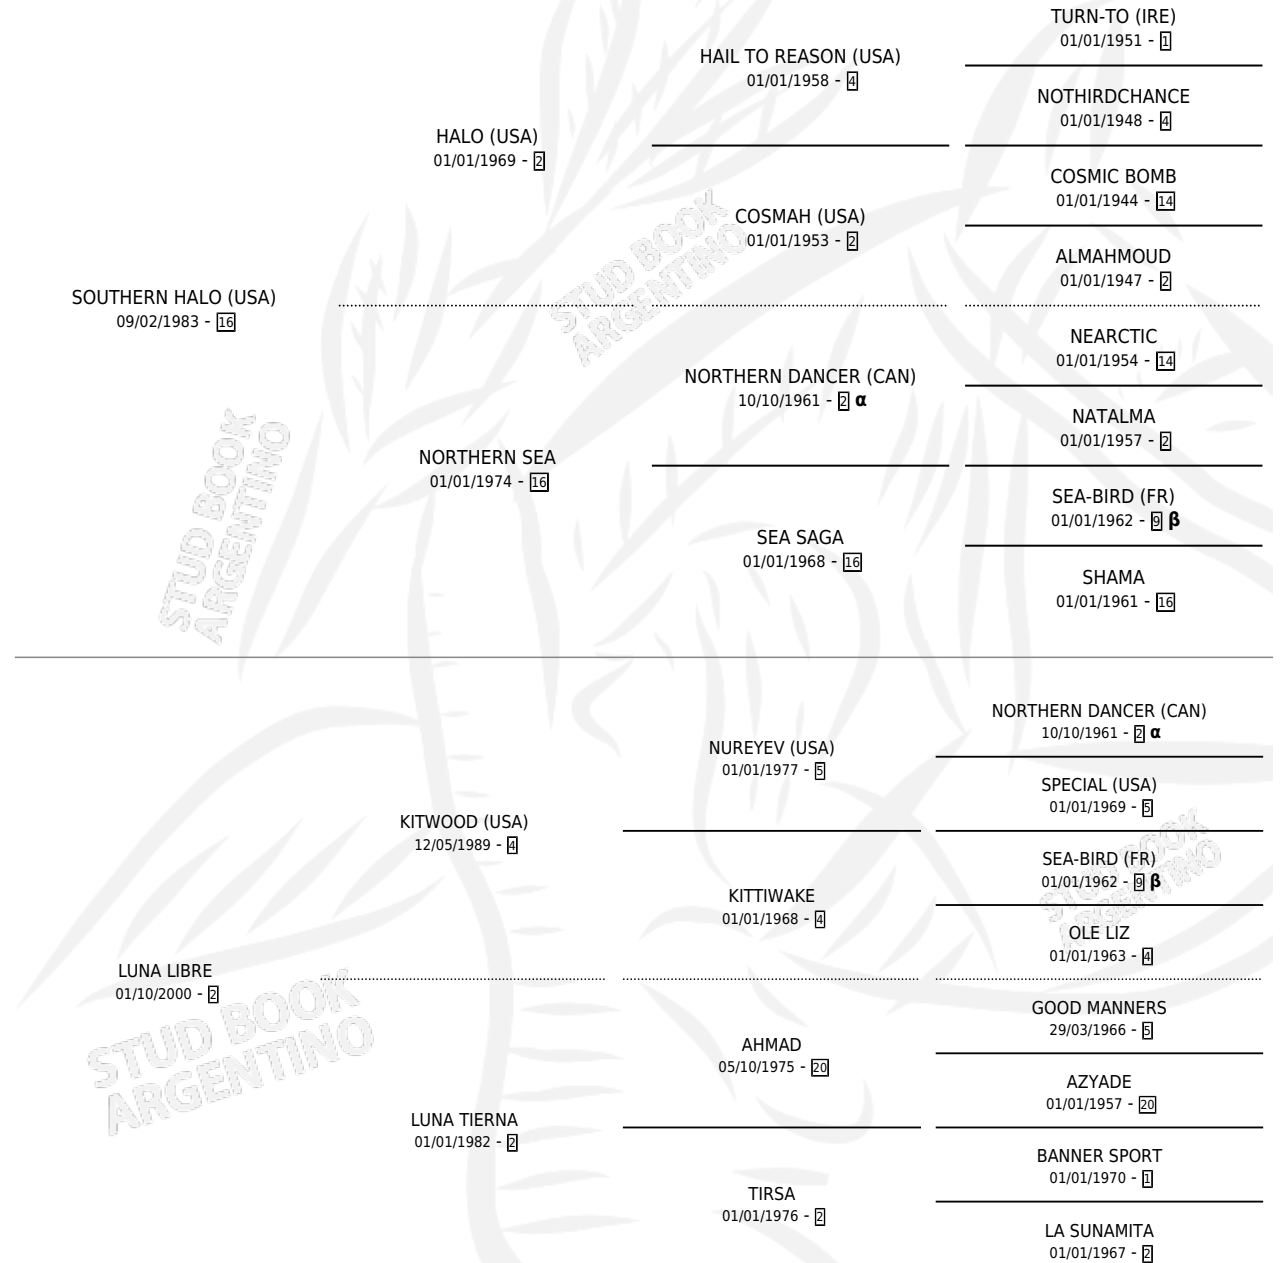 TURN-TO (IRE)
01/01/1951 - 1
HAIL TO REASON (USA)
01/01/1958 - 4
NOTHIRDCHANCE
01/01/1948 - 4
HALO (USA)
01/01/1969 - 2
COSMIC BOMB
01/01/1944 - 14
COSMAH (USA)
01/01/1953 - 2
ALMAHMOUD
01/01/1947 - 2
SOUTHERN HALO (USA)
09/02/1983 - 16
NEARCTIC
01/01/1954 - 14
NORTHERN DANCER (CAN)
10/10/1961 - 2 α
NATALMA
01/01/1957 - 2
NORTHERN SEA
01/01/1974 - 16
SEA-BIRD (FR)
01/01/1962 - 9 β
SEA SAGA
01/01/1968 - 16
SHAMA
01/01/1961 - 16
NORTHERN DANCER (CAN)
10/10/1961 - 2 α
NUREYEV (USA)
01/01/1977 - 5
SPECIAL (USA)
01/01/1969 - 5
KITWOOD (USA)
12/05/1989 - 4
SEA-BIRD (FR)
01/01/1962 - 9 β
KITTIWAKE
01/01/1968 - 4
OLE LIZ
01/01/1963 - 4
LUNA LIBRE
01/10/2000 - 2
GOOD MANNERS
29/03/1966 - 5
AHMAD
05/10/1975 - 20
AZYADE
01/01/1957 - 20
LUNA TIERNA
01/01/1982 - 2
BANNER SPORT
01/01/1970 - 1
TIRSA
01/01/1976 - 2
LA SUNAMITA
01/01/1967 - 2
STUD BOOK
ARGENTINO
STUD BOOK
ARGENTINO
STUD BOOK
ARGENTINO
STUD BOOK
ARGENTINO